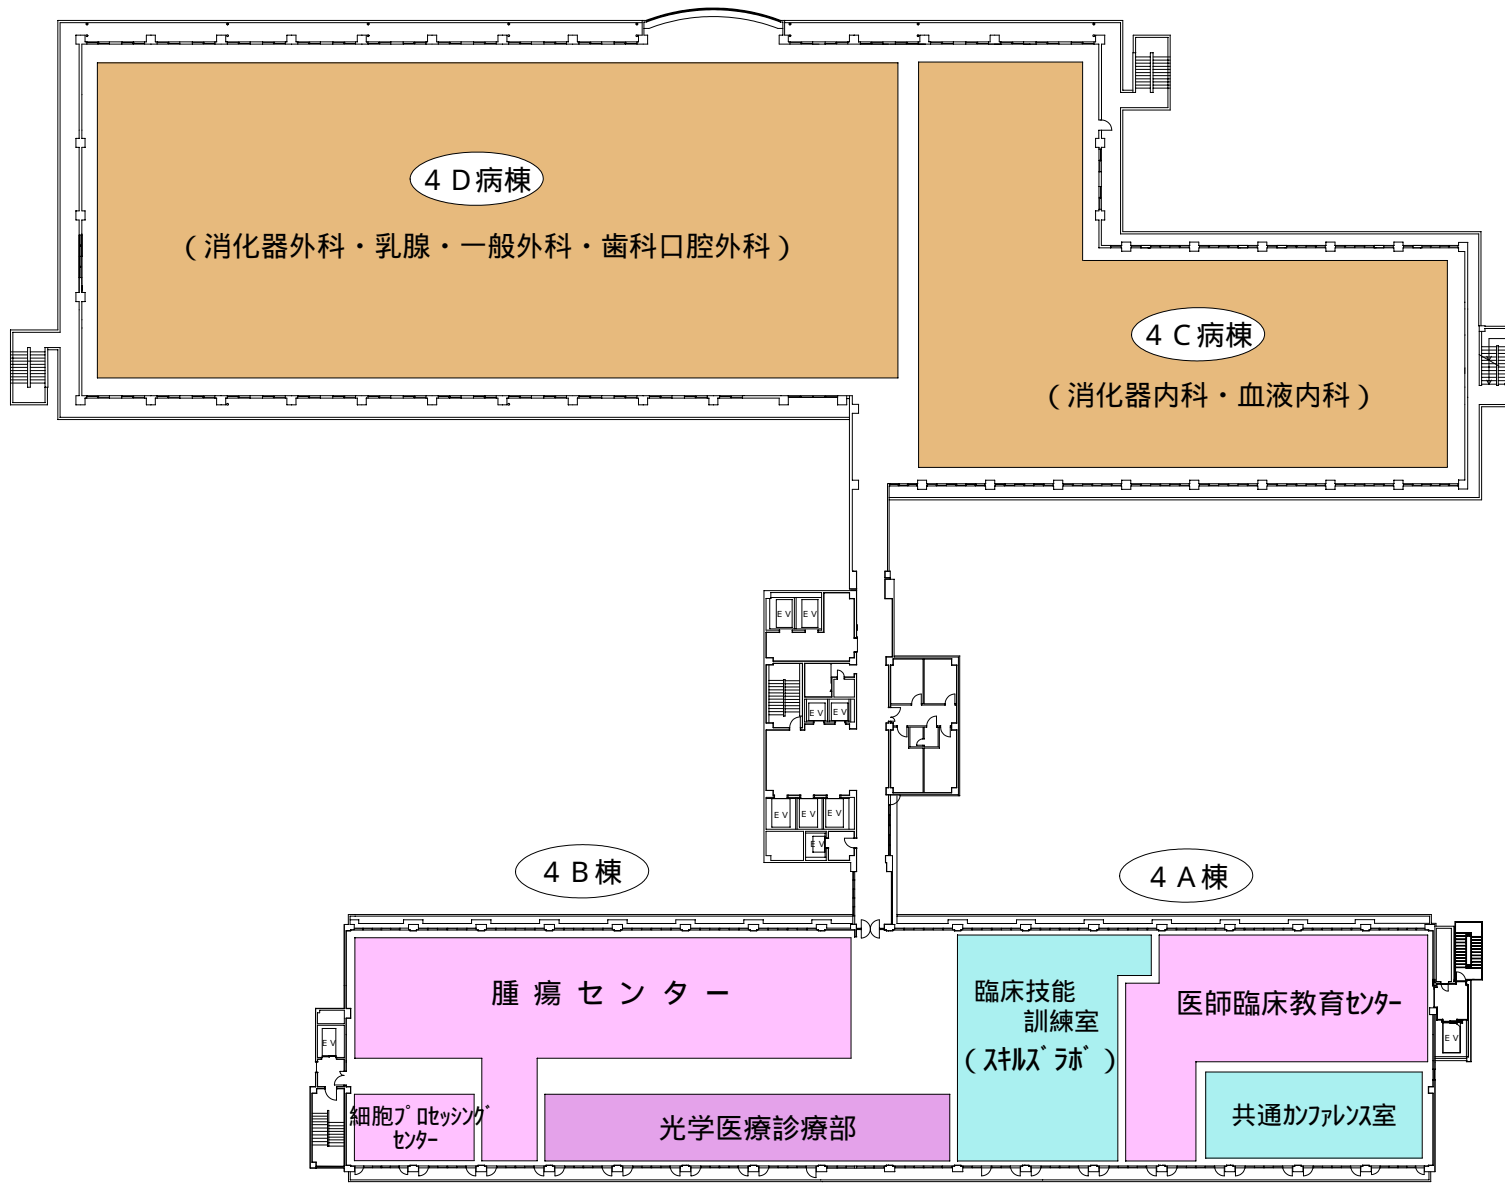 4D病棟
(消化器外科・乳腺・一般外科・歯科口腔外科)
4C病棟
(消化器内科・血液内科)
EV EV
EV EV
EV EV EV
EV
4B棟
4A棟
腫瘍センター
臨床技能
訓練室
(スキルズラボ)
医師臨床教育センター
EV
EV
細胞プロセッシング
センター
光学医療診療部
共通カンファレンス室